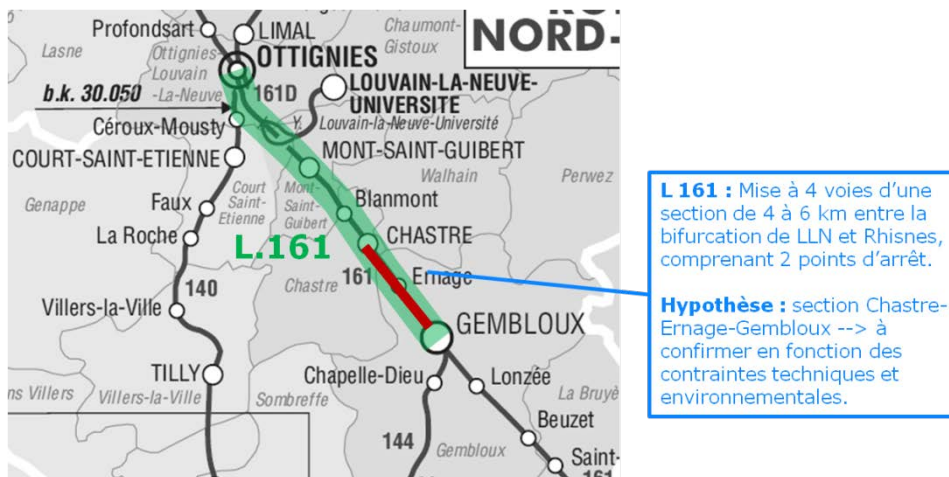 Profondsart
LIMAL
Chaumont-
Gistoux
NORD-
Lasne
Ottignies-
Louvain
-La-Neuve
OTTIGNIES
161D
LOUVAIN-LA-NEUVE-
UNIVERSITE
b.k. 30.050
Y. Louvain-la-Neuve-Université
Céroux-Mousty
MONT-SAINT-GUIBERT
COURT-SAINT-ETIENNE
Walhain
Perwez
Court
Saint-
Etienne
Mont-
Saint-
Guibert
Genappe
Faux
Blanmont
La Roche
L.161
CHASTRE
Chastre
161
Ernage
140
Villers-la-Ville
GEMBLOUX
TILLY
Chapelle-Dieu
Lonzée
ns Villers
Villers-la-Ville
Sombreffe
La Bruyè
Beuzet
144
Gembloux
Saint-
161
L 161 : Mise à 4 voies d'une
section de 4 à 6 km entre la
bifurcation de LLN et Rhisnes,
comprenant 2 points d'arrêt.
Hypothèse : section Chastre-
Ernage-Gembloux --> à
confirmer en fonction des
contraintes techniques et
environnementales.